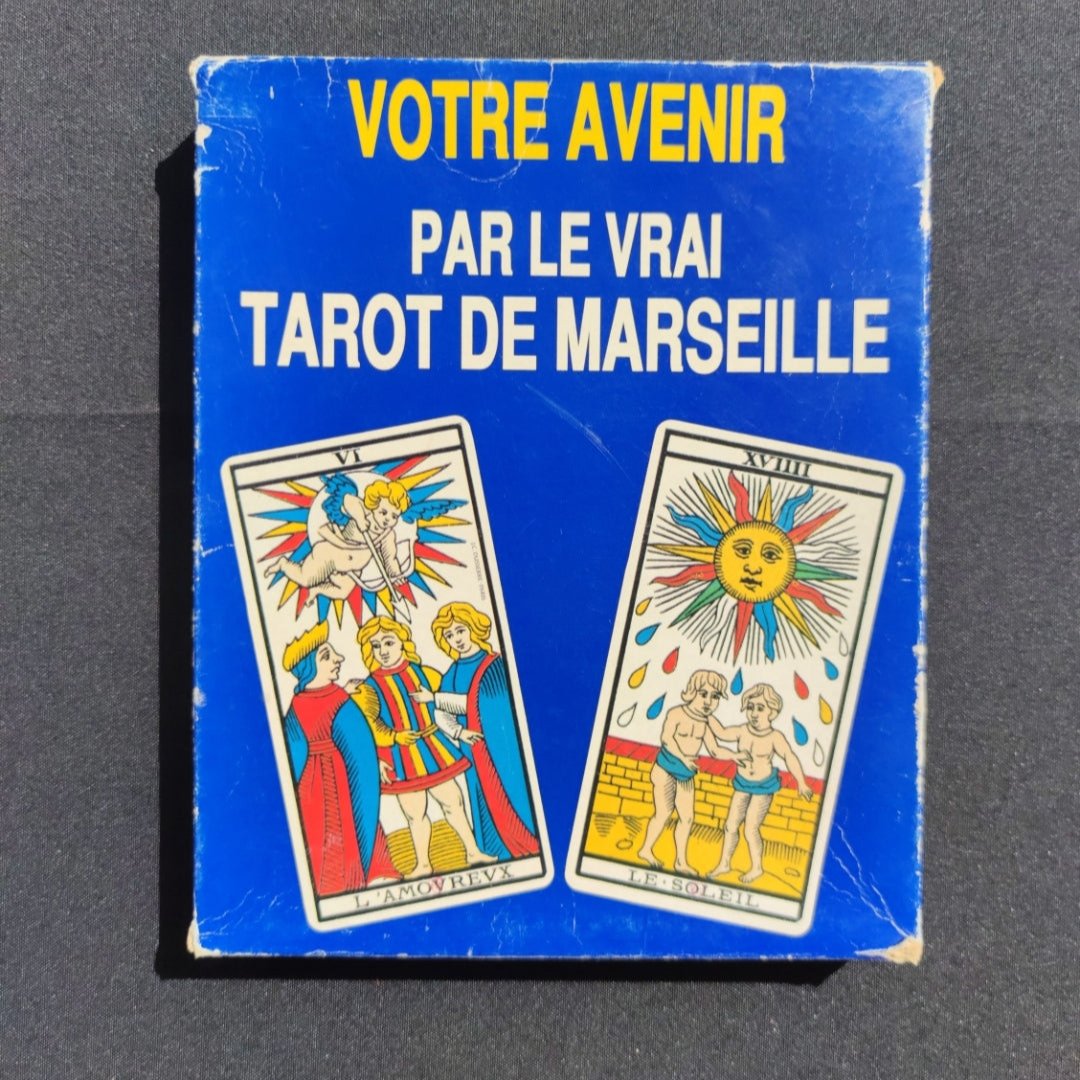 VOTRE AVENIR
PAR LE VRAI
TAROT DE MARSEILLE
VI
XVIIII
L'AMOVREVX
LE•SOLEIL